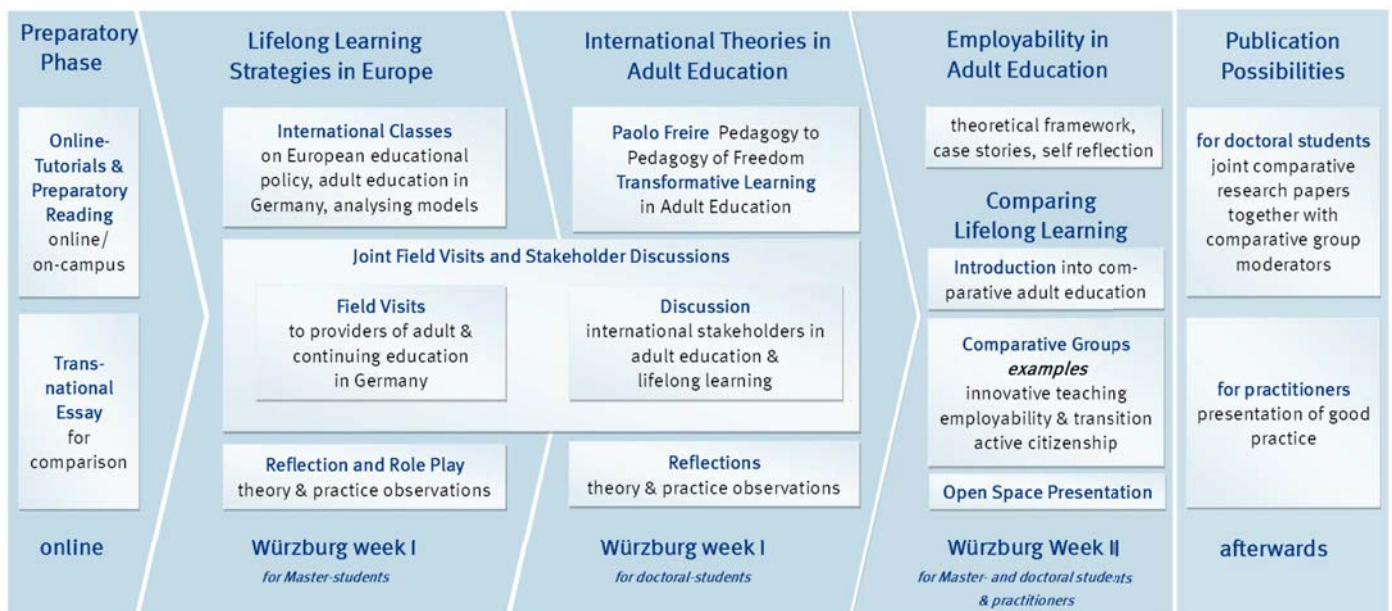 Preparatory
Phase
Online-
Tutorials &
Preparatory
Reading
online/
on-campus
Trans-
national
Essay
for
comparison
online
Lifelong Learning
Strategies in Europe
International Classes
on European educational
policy, adult education in
Germany, analysing models
International Theories in
Adult Education
Paolo Freire Pedagogy to
Pedagogy of Freedom
Transformative Learning
in Adult Education
Joint Field Visits and Stakeholder Discussions
Field Visits
to providers of adult &
continuing education
in Germany
Discussion
international stakeholders in
adult education &
lifelong learning
Reflection and Role Play
theory & practice observations
Würzburg week I
for Master-students
Reflections
theory & practice observations
Würzburg week I
for doctoral-students
Employability in
Adult Education
theoretical framework,
case stories, self reflection
Comparing
Lifelong Learning
Introduction into com-
parative adult education
Comparative Groups
examples
innovative teaching
employability & transition
active citizenship
Open Space Presentation
Würzburg Week II
for Master- and doctoral students
& practitioners
Publication
Possibilities
for doctoral students
joint comparative
research papers
together with
comparative group
moderators
for practitioners
presentation of good
practice
afterwards